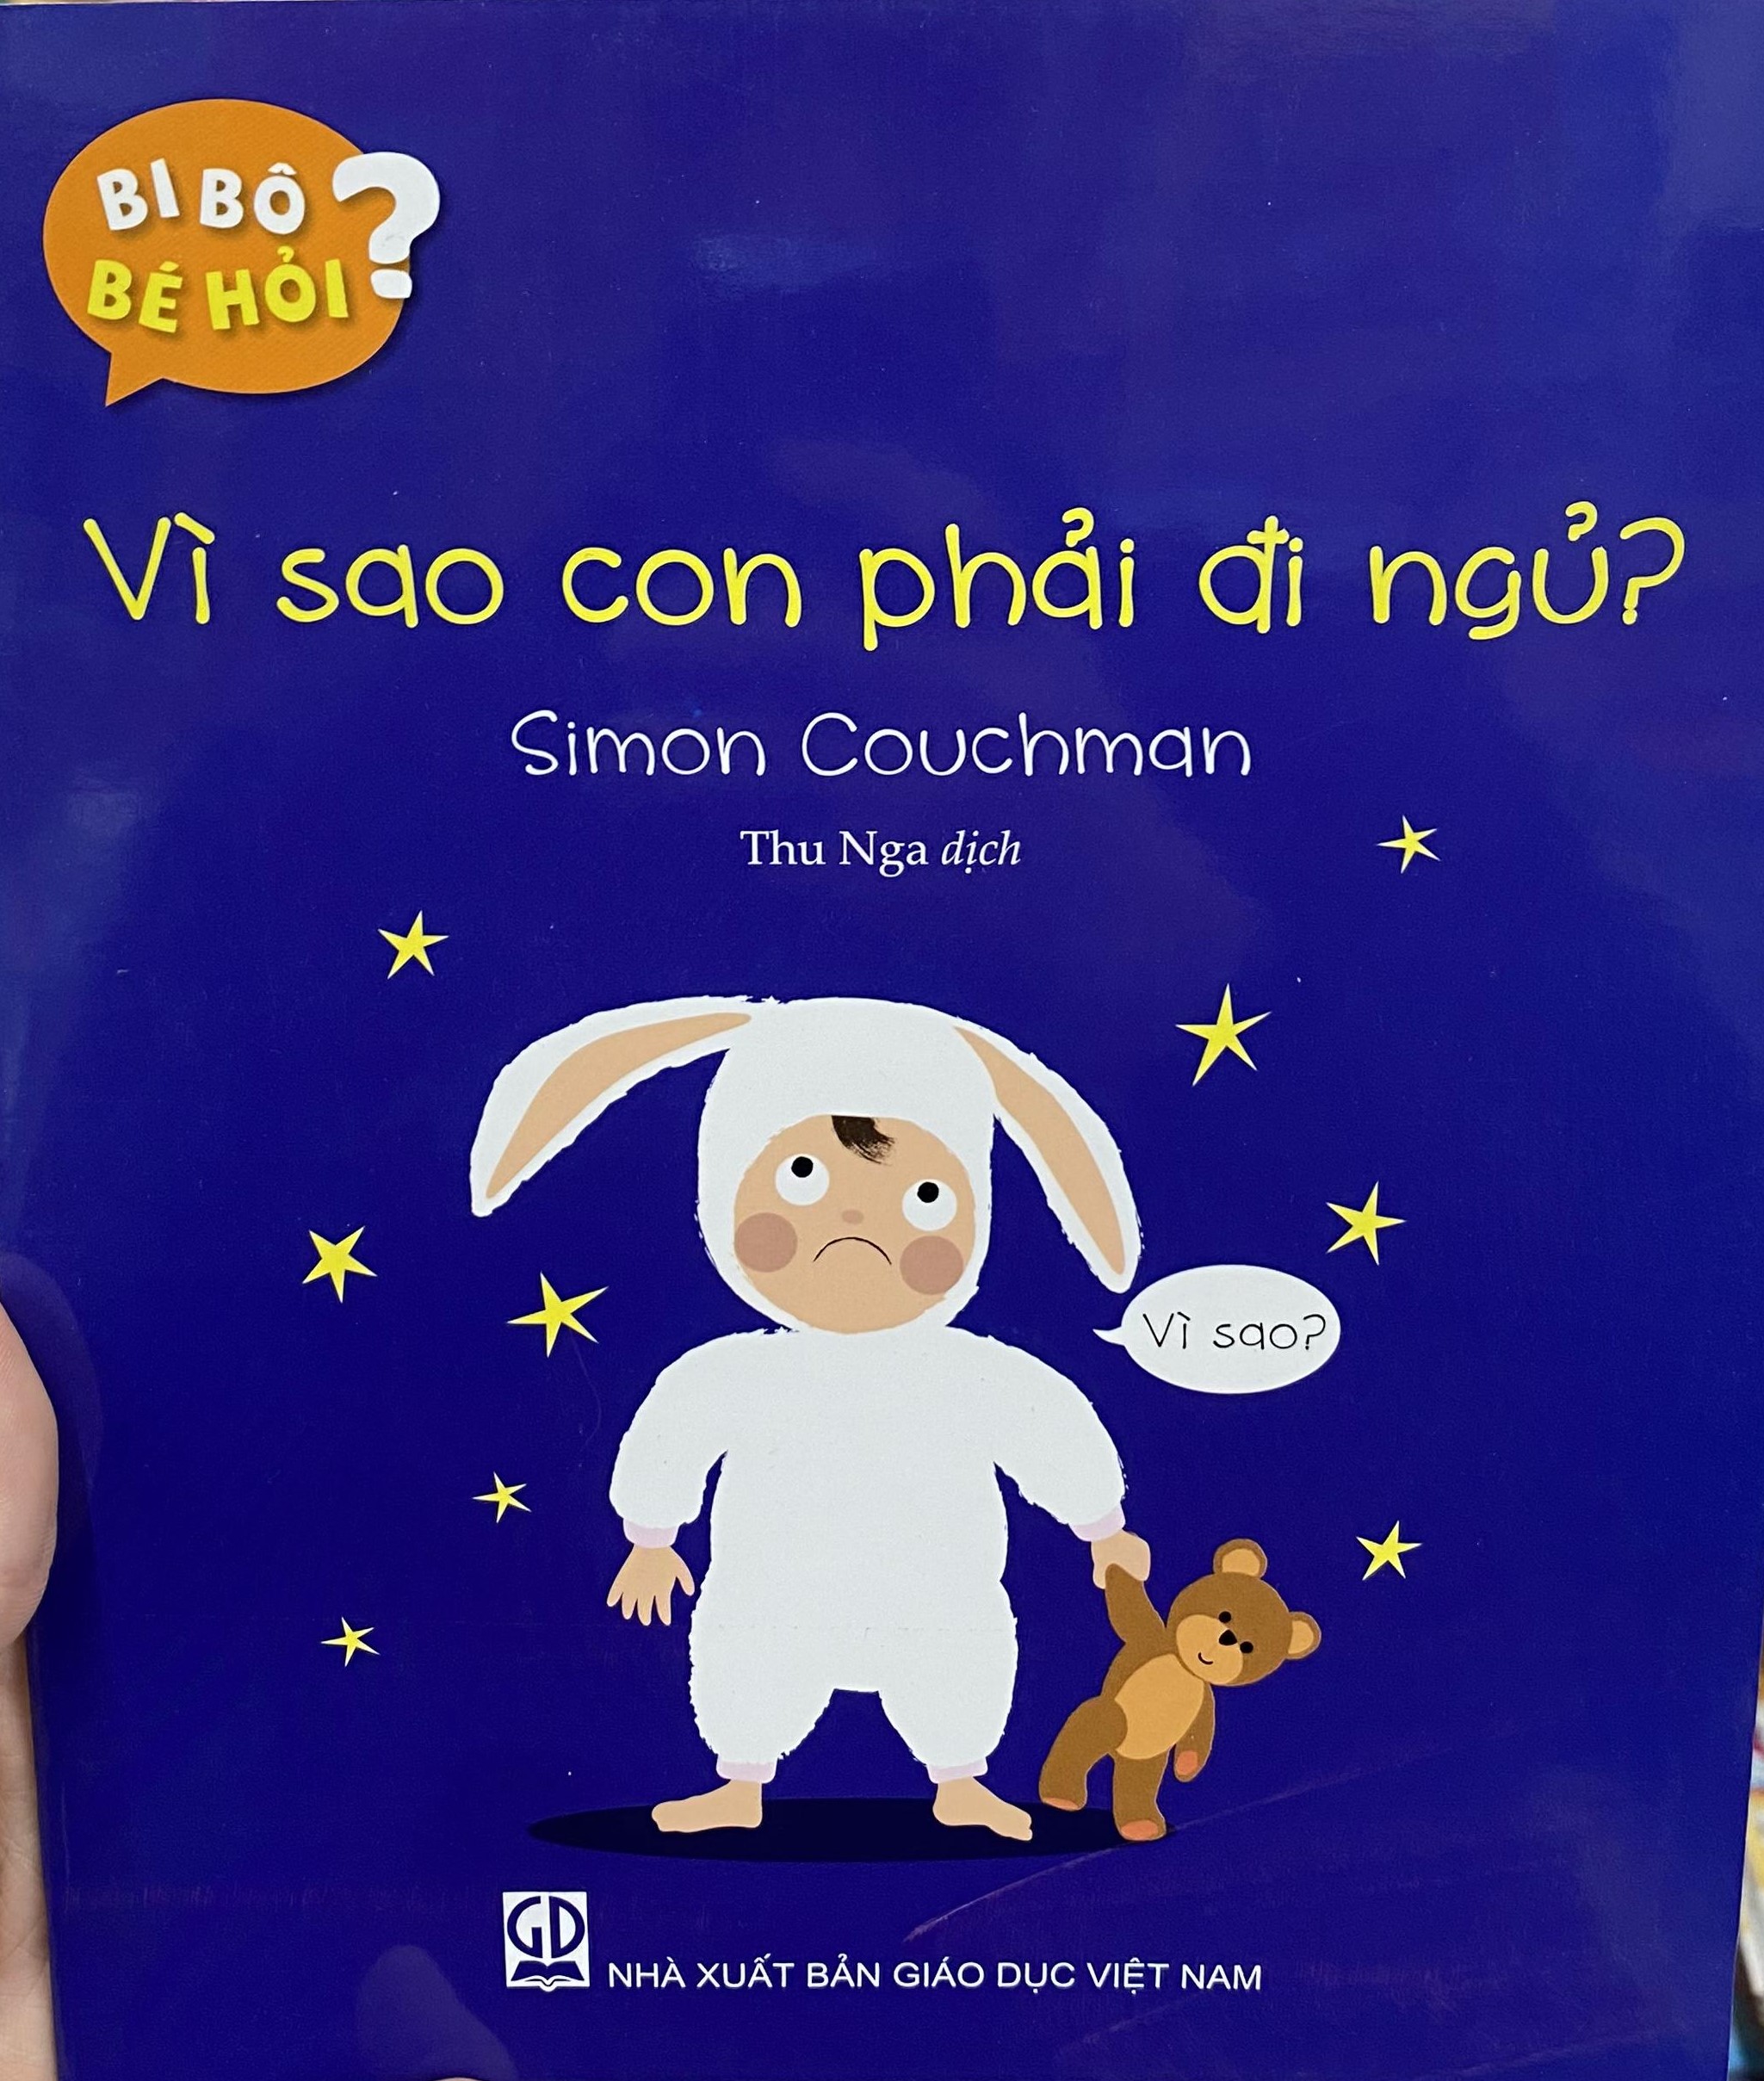 BI BÔ
BÉ HỎI?
Vì sao con phải đi ngủ?
Simon Couchman
Thu Nga dịch
Vì sao?
GD
NHÀ XUẤT BẢN GIÁO DỤC VIỆT NAM